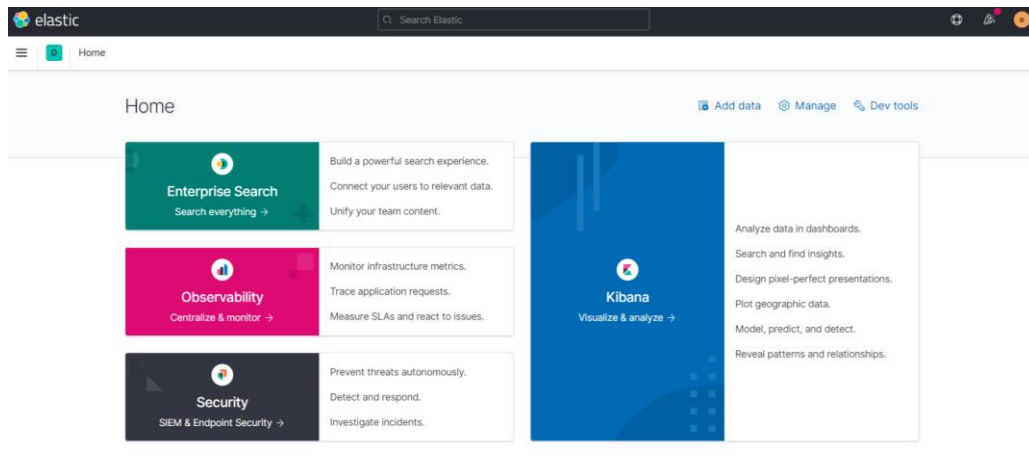 elastic
Search Elastic
e
D
Home
Home
Add data
Manage
Dev tools
Enterprise Search
Search everything →
Build a powerful search experience.
Connect your users to relevant data.
Unify your team content.
Observability
Centralize & monitor →
Monitor infrastructure metrics.
Trace application requests.
Measure SLAs and react to issues.
Security
SIEM & Endpoint Security →
Prevent threats autonomously.
Detect and respond.
Investigate incidents.
Kibana
Visualize & analyze →
Analyze data in dashboards.
Search and find insights.
Design pixel-perfect presentations.
Plot geographic data.
Model, predict, and detect.
Reveal patterns and relationships.